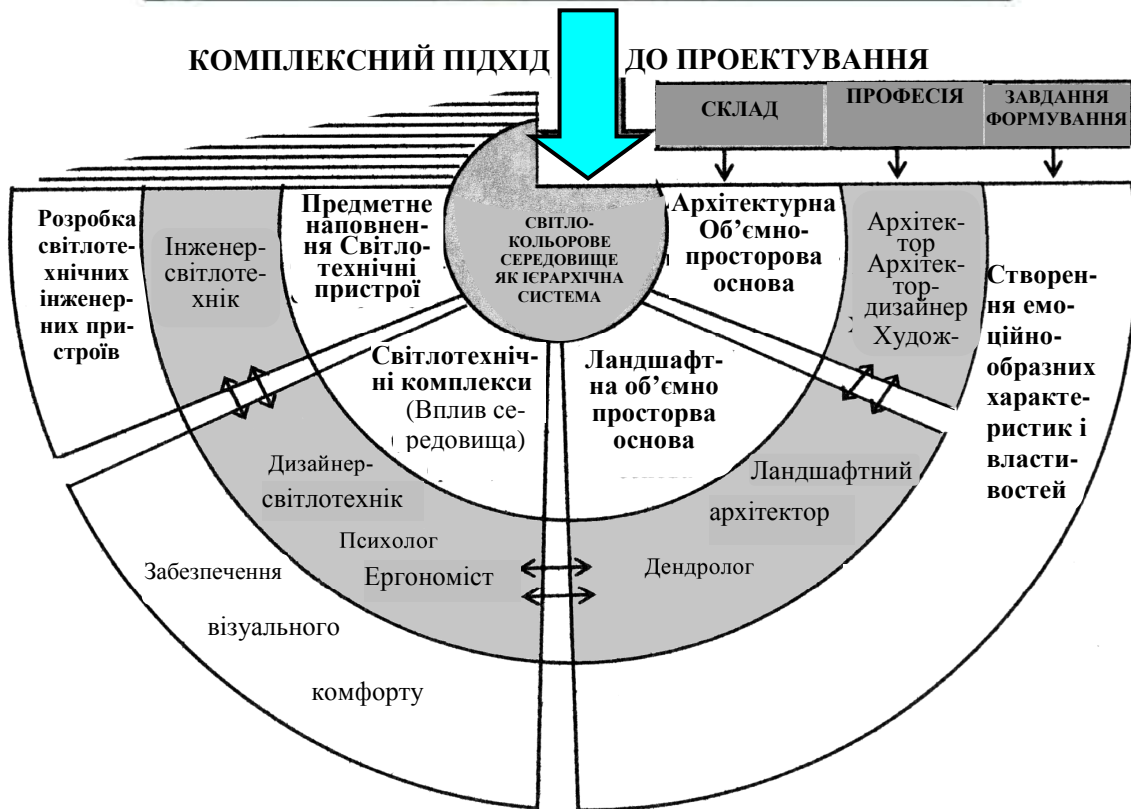 КОМПЛЕКСНИЙ ПІДХІД ДО ПРОЕКТУВАННЯ
СКЛАД
ПРОФЕСІЯ
ЗАВДАННЯ
ФОРМУВАННЯ
СВІТЛО-
КОЛЬОРОВЕ
СЕРЕДОВИЩЕ
ЯК ІЄРАРХІЧНА
СИСТЕМА
Розробка
світлоте-
хнічних
інженер-
них при-
строїв
Інженер-
світлоте-
хнік
Предметне
наповнен-
ня Світло-
технічні
пристрої
Архітектурна
Об’ємно-
просторова
основа
Архітек-
тор
Архітек-
тор-
дизайнер
Худож-
Створен-
ня емо-
ційно-
образних
характе-
ристик і
власти-
востей
Світлотехніч-
ні комплекси
(Вплив се-
редовища)
Ландшафт-
на об’ємно
просторва
основа
Дизайнер-
світлотехнік
Психолог
Ергономіст
Ландшафтний
архітектор
Дендролог
Забезпечення
візуального
комфорту